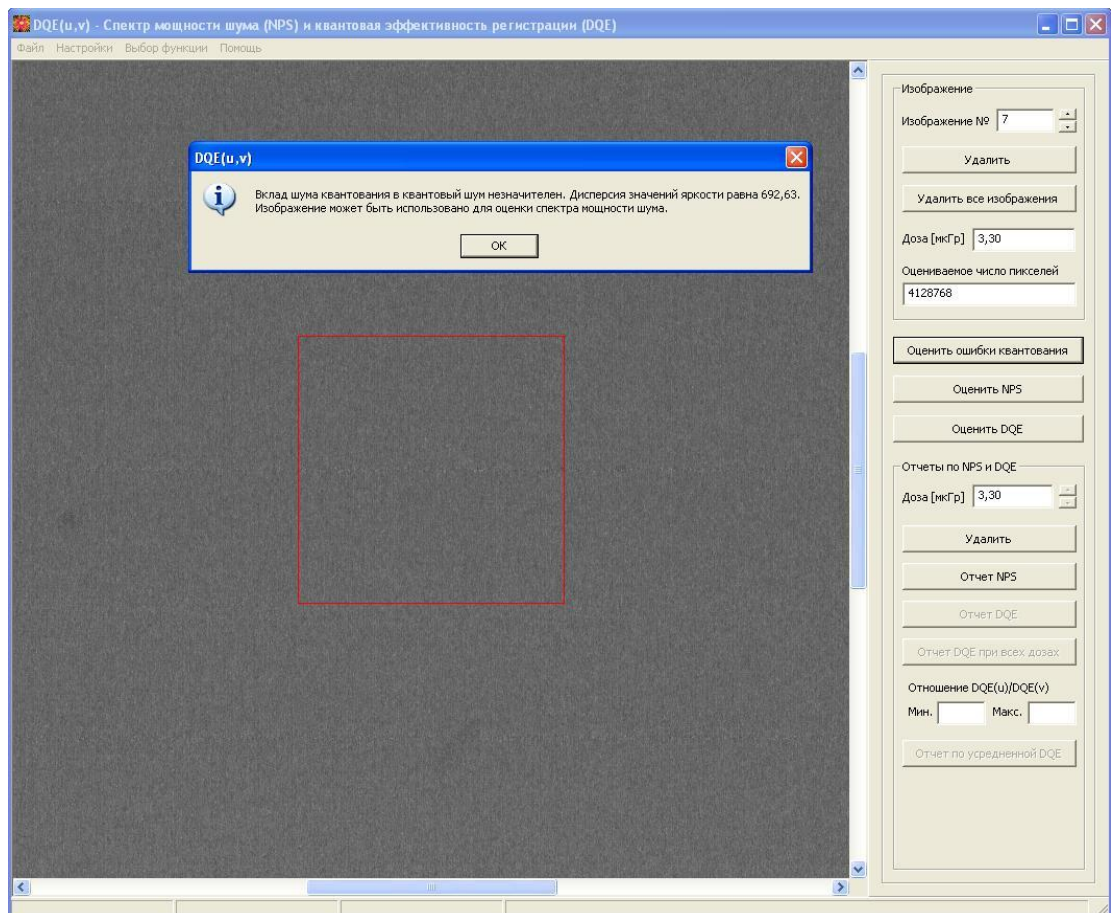 DQE(u,v) - Спектр мощности шума (NPS) и квантовая эффективность регистрации (DQE)
Файл Настройки Выбор функции Помощь
DQE(u,v)
Вклад шума квантования в квантовый шум незначителен. Дисперсия значений яркости равна 692,63.
Изображение может быть использовано для оценки спектра мощности шума.
OK
Изображение
Изображение № 7
Удалить
Удалить все изображения
Доза [мкГр] 3,30
Оцениваемое число пикселей
4128768
Оценить ошибки квантования
Оценить NPS
Оценить DQE
Отчеты по NPS и DQE
Доза [мкГр] 3,30
Удалить
Отчет NPS
Отчет DQE
Отчет DQE при всех дозах
Отношение DQE(u)/DQE(v)
Мин. Макс.
Отчет по усредненной DQE